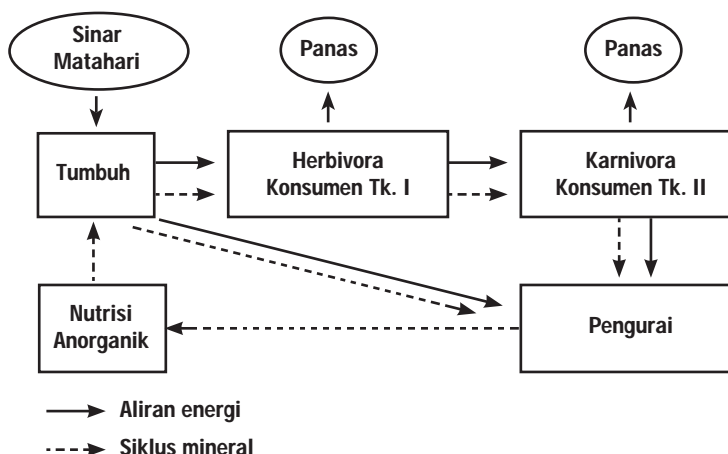 Sinar
Matahari
Panas
Panas
Tumbuh
Herbivora
Konsumen Tk. I
Karnivora
Konsumen Tk. II
Nutrisi
Anorganik
Pengurai
Aliran energi
Siklus mineral